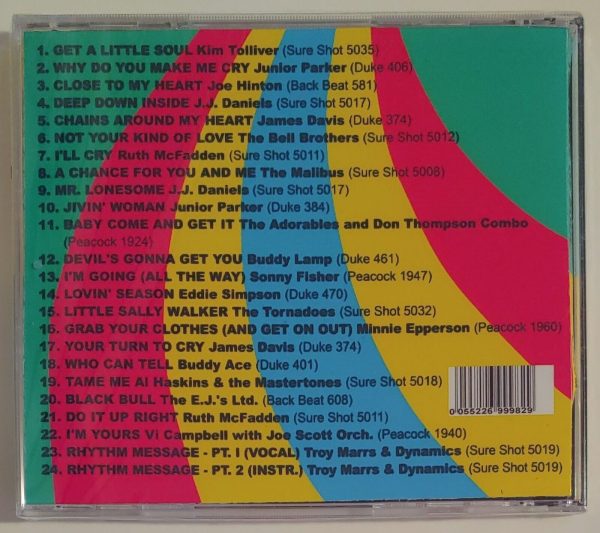 1. GET A LITTLE SOUL Kim Tolliver (Sure Shot 5035)
2. WHY DO YOU MAKE ME CRY Junior Parker (Duke 406)
3. CLOSE TO MY HEART Joe Hinton (Back Beat 581)
4. DEEP DOWN INSIDE J.J. Daniels (Sure Shot 5017)
5. CHAINS AROUND MY HEART James Davis (Duke 374)
6. NOT YOUR KIND OF LOVE The Bell Brothers (Sure Shot 5012)
7. I'LL CRY Ruth McFadden (Sure Shot 5011)
8. A CHANCE FOR YOU AND ME The Malibus (Sure Shot 5008)
9. MR. LONESOME J.J. Daniels (Sure Shot 5017)
10. JIVIN' WOMAN Junior Parker (Duke 384)
11. BABY COME AND GET IT The Adorables and Don Thompson Combo
(Peacock 1924)
12. DEVIL'S GONNA GET YOU Buddy Lamp (Duke 461)
13. I'M GOING (ALL THE WAY) Sonny Fisher (Peacock 1947)
14. LOVIN' SEASON Eddie Simpson (Duke 470)
15. LITTLE SALLY WALKER The Tornadoes (Sure Shot 5032)
16. GRAB YOUR CLOTHES (AND GET ON OUT) Minnie Epperson (Peacock 1960)
17. YOUR TURN TO CRY James Davis (Duke 374)
18. WHO CAN TELL Buddy Ace (Duke 401)
19. TAME ME Al Haskins & the Mastertones (Sure Shot 5018)
20. BLACK BULL The E.J.'s Ltd. (Back Beat 608)
21. DO IT UP RIGHT Ruth McFadden (Sure Shot 5011)
22. I'M YOURS Vi Campbell with Joe Scott Orch. (Peacock 1940)
23. RHYTHM MESSAGE - PT. I (VOCAL) Troy Marrs & Dynamics (Sure Shot 5019)
24. RHYTHM MESSAGE - PT. 2 (INSTR.) Troy Marrs & Dynamics (Sure Shot 5019)
0 055226 999829